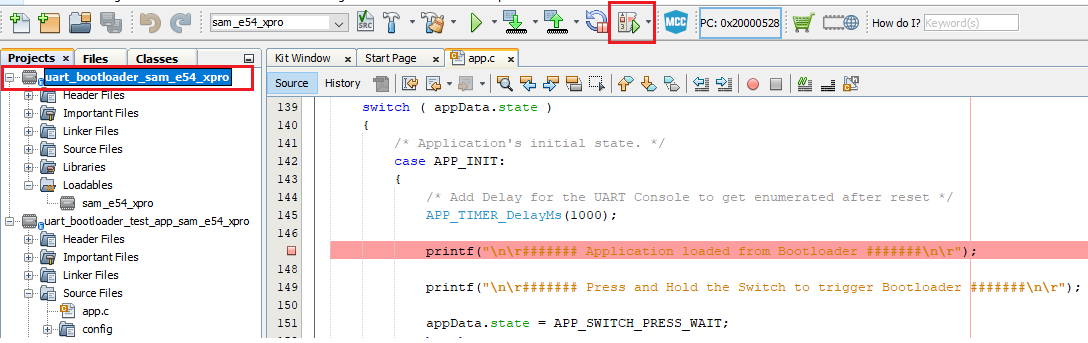 sam_e54_xpro
SRC
MCC
PC: 0x20000528
How do I?
Keyword(s)
Projects
Files
Classes
uart_bootloader_sam_e54_xpro
Header Files
Important Files
Linker Files
Source Files
Libraries
Loadables
sam_e54_xpro
uart_bootloader_test_app_sam_e54_xpro
Header Files
Important Files
Linker Files
Source Files
app.c
config
Kit Window
Start Page
app.c
Source
History
139 switch ( appData.state )
140 {
141 /* Application's initial state. */
142 case APP_INIT:
143 {
144 /* Add Delay for the UART Console to get enumerated after reset */
145 APP_TIMER_DelayMs(1000);
146
printf("\n\r####### Application loaded from Bootloader #######\n\r");
148
149 printf("\n\r####### Press and Hold the Switch to trigger Bootloader #######\n\r");
150
151 appData.state = APP_SWITCH_PRESS_WAIT;